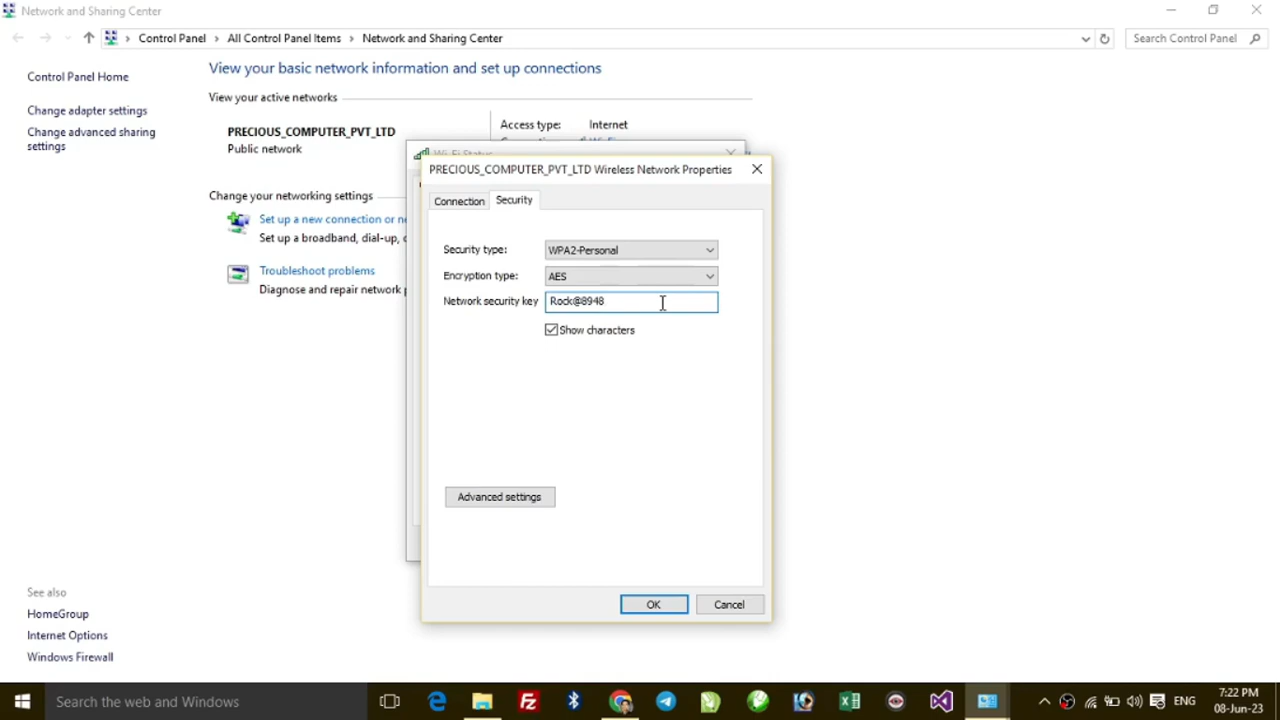 Network and Sharing Center
Control Panel > All Control Panel Items > Network and Sharing Center
Search Control Panel
Control Panel Home
Change adapter settings
Change advanced sharing
settings
View your basic network information and set up connections
View your active networks
PRECIOUS_COMPUTER_PVT_LTD
Public network
Access type: Internet
Change your networking settings
Set up a new connection or
Set up a broadband, dial-up,
Troubleshoot problems
Diagnose and repair network
Wi-Fi Status
PRECIOUS_COMPUTER_PVT_LTD Wireless Network Properties
Connection
Security
Security type: WPA2-Personal
Encryption type: AES
Network security key Rock@8948
Show characters
Advanced settings
OK
Cancel
See also
HomeGroup
Internet Options
Windows Firewall
Search the web and Windows
ENG
7:22 PM
08-Jun-23